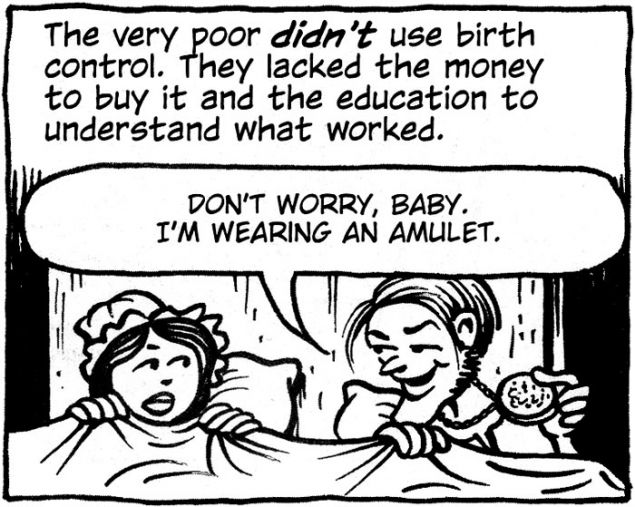 The very poor didn't use birth
control. They lacked the money
to buy it and the education to
understand what worked.
DON'T WORRY, BABY.
I'M WEARING AN AMULET.